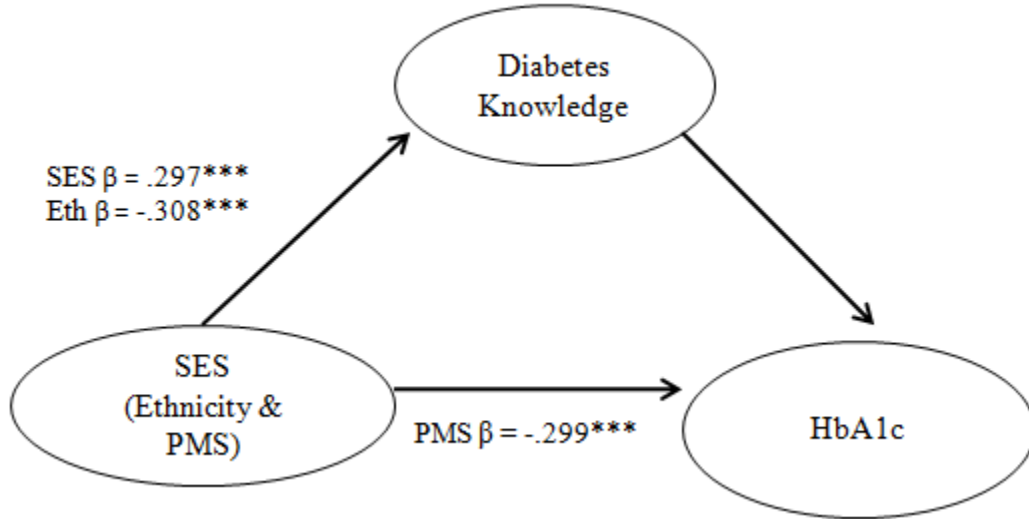 Diabetes
Knowledge
SES β = .297***
Eth β = -.308***
SES
(Ethnicity &
PMS)
PMS β = -.299***
HbA1c